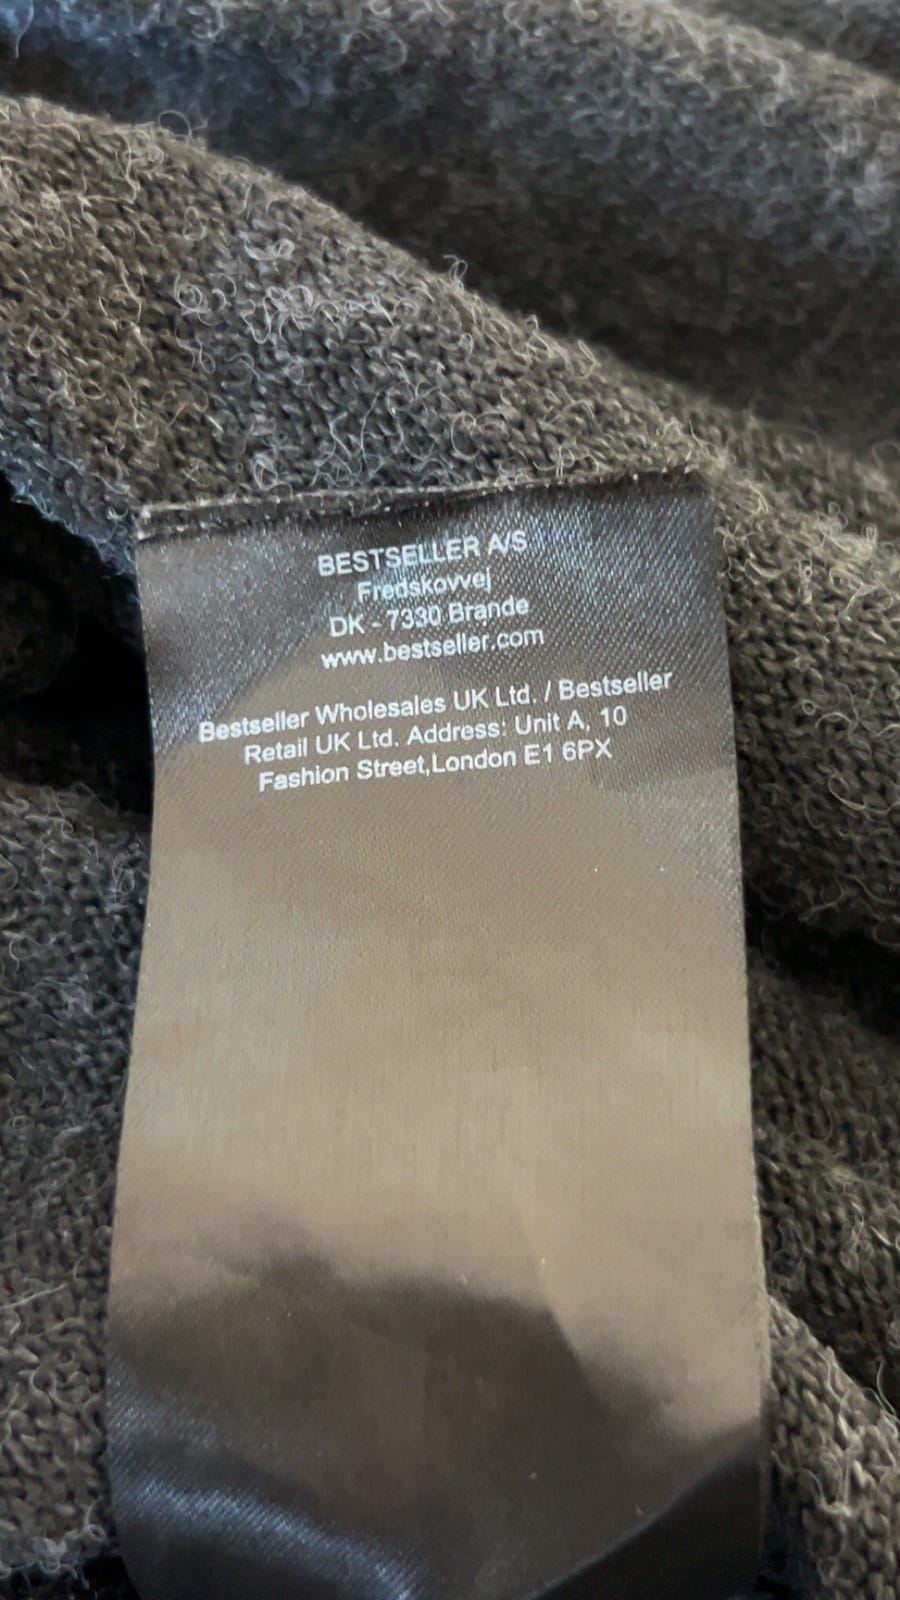 BESTSELLER A/S
Fredskovvej
DK - 7330 Brande
www.bestseller.com
Bestseller Wholesales UK Ltd. / Bestseller
Retail UK Ltd. Address: Unit A, 10
Fashion Street,London E1 6PX